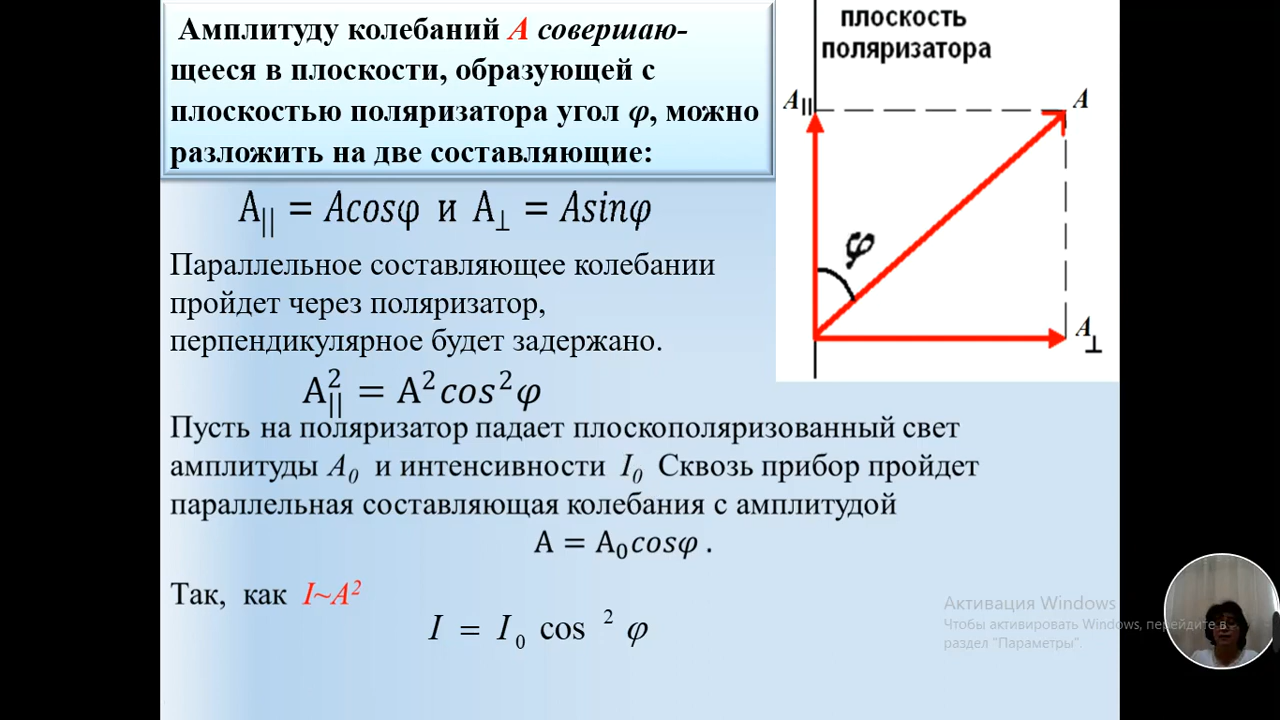 Амплитуду колебаний A совершаю-
щееся в плоскости, образующей с
плоскостью поляризатора угол φ, можно
разложить на две составляющие:
A|| = Acosφ и A⊥ = Asinφ
Параллельное составляющее колебании
пройдет через поляризатор,
перпендикулярное будет задержано.
A||² = A²cos²φ
Пусть на поляризатор падает плоскополяризованный свет
амплитуды A₀ и интенсивности I₀ Сквозь прибор пройдет
параллельная составляющая колебания с амплитудой
A = A₀cosφ .
Так, как I~A²
I = I₀ cos ² φ
плоскость
поляризатора
A||
A
φ
A⊥
Активация Windows
Чтобы активировать Windows, перейдите в
раздел "Параметры".